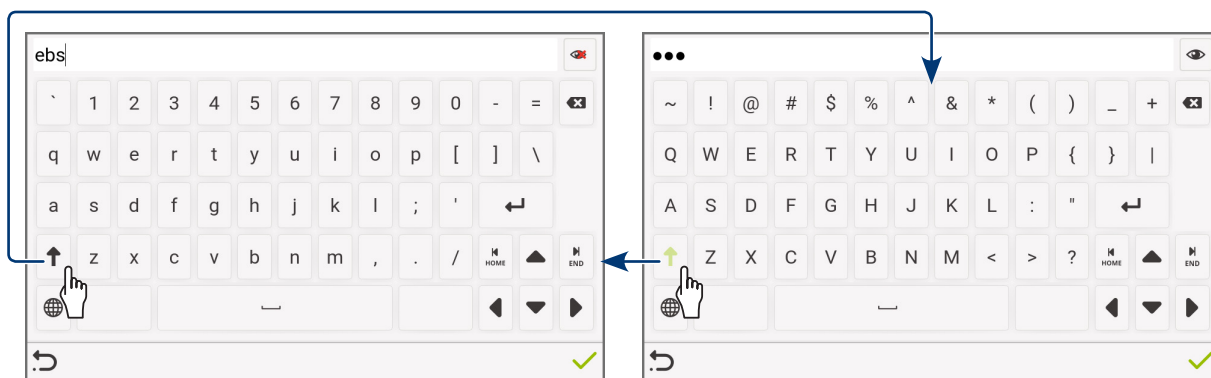 ebs
` 1 2 3 4 5 6 7 8 9 0 - =
q w e r t y u i o p [ ] \
a s d f g h j k l ; '
z x c v b n m , . / HOME END
●●●
~ ! @ # $ % ^ & * ( ) _ +
Q W E R T Y U I O P { } |
A S D F G H J K L : "
Z X C V B N M < > ? HOME END